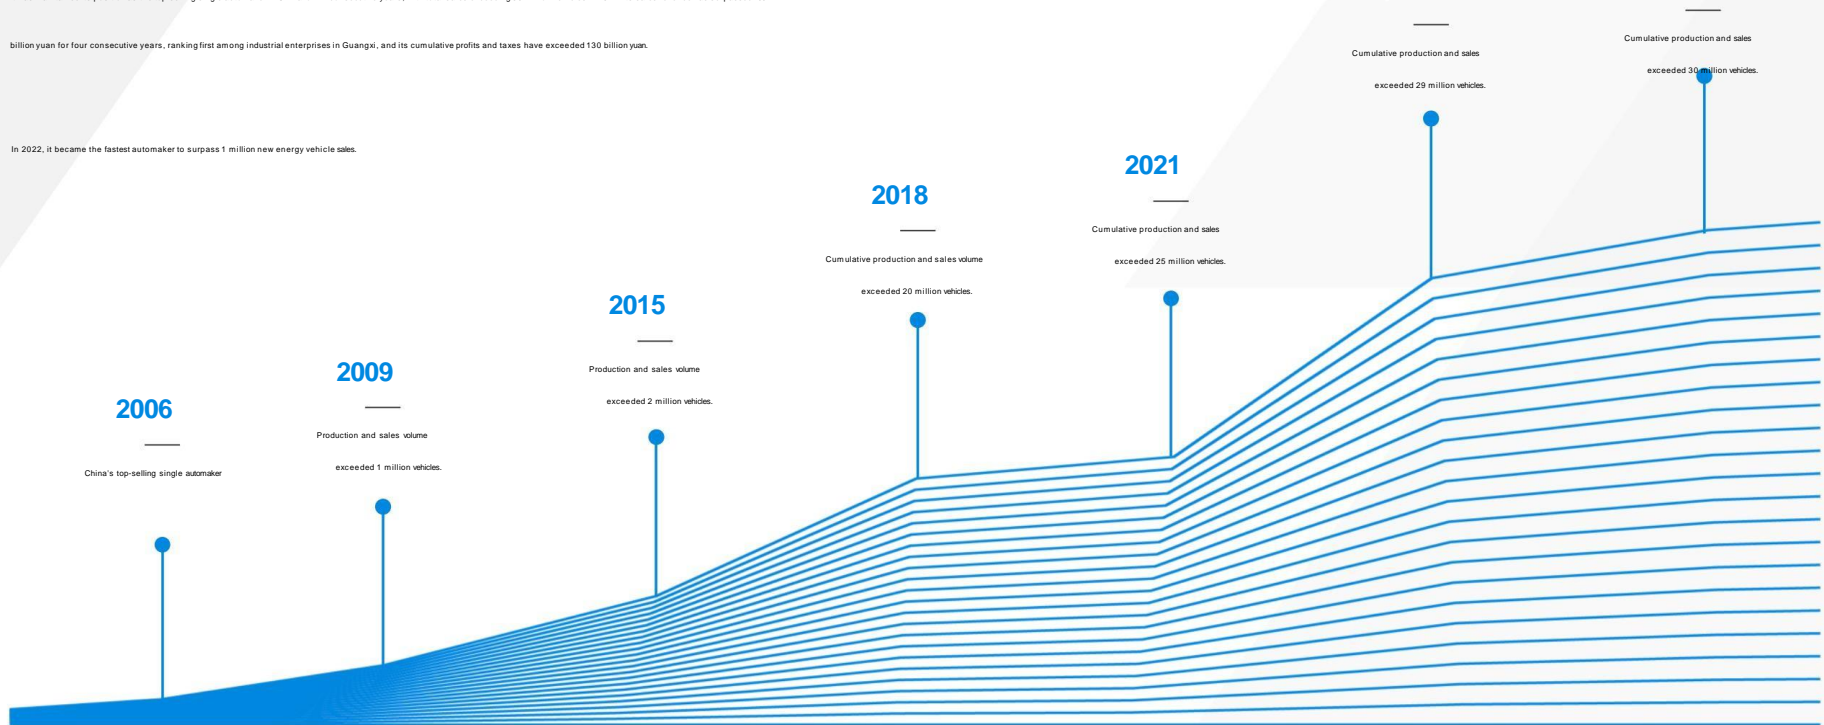 billion yuan for four consecutive years, ranking first among industrial enterprises in Guangxi, and its cumulative profits and taxes have exceeded 130 billion yuan.
In 2022, it became the fastest automaker to surpass 1 million new energy vehicle sales.
2006
China's top-selling single automaker
2009
Production and sales volume
exceeded 1 million vehicles.
2015
Production and sales volume
exceeded 2 million vehicles.
2018
Cumulative production and sales volume
exceeded 20 million vehicles.
2021
Cumulative production and sales
exceeded 25 million vehicles.
Cumulative production and sales
exceeded 29 million vehicles.
Cumulative production and sales
exceeded 30 million vehicles.